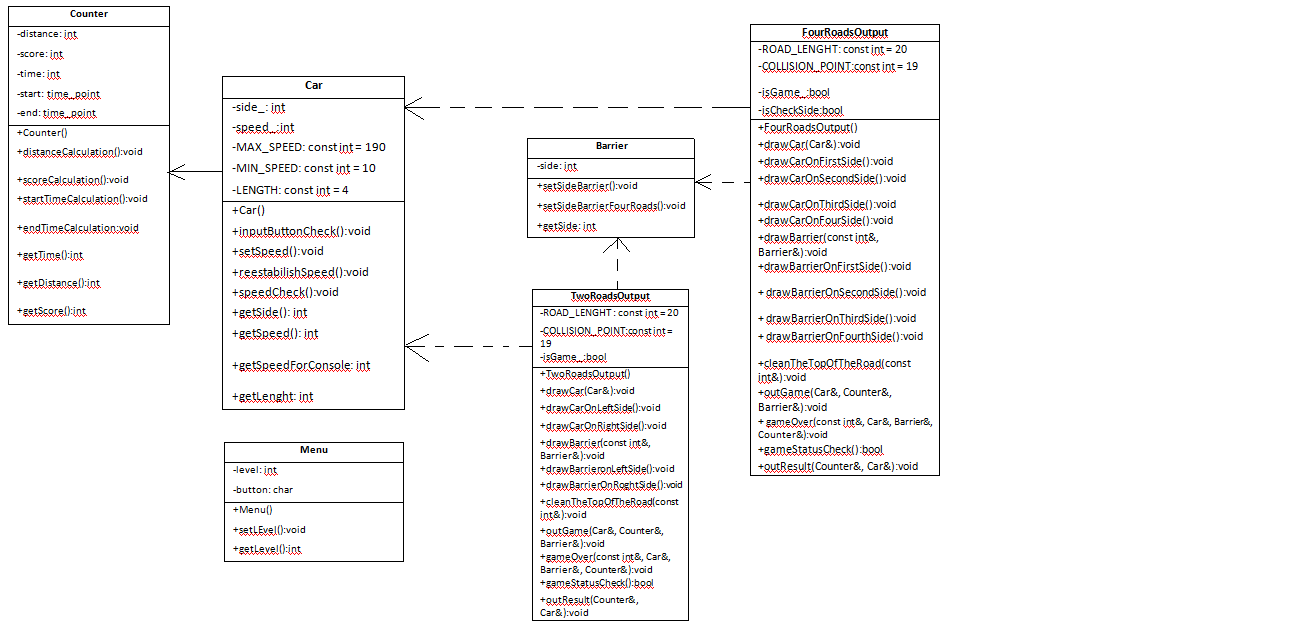 Counter
-distance: int
-score: int
-time: int
-start: time_point
-end: time_point
+Counter()
+distanceCalculation():void
+scoreCalculation():void
+startTimeCalculation():void
+endTimeCalculation:void
+getTime():int
+getDistance():int
+getScore():int
Car
-side_: int
-speed_:int
-MAX_SPEED: const int = 190
-MIN_SPEED: const int = 10
-LENGTH: const int = 4
+Car()
+inputButtonCheck():void
+setSpeed():void
+reestabilishSpeed():void
+speedCheck():void
+getSide(): int
+getSpeed(): int
+getSpeedForConsole: int
+getLenght: int
Menu
-level: int
-button: char
+Menu()
+setLEvel():void
+getLevel():int
Barrier
-side: int
+setSideBarrier():void
+setSideBarrierFourRoads():void
+getSide: int
TwoRoadsOutput
-ROAD_LENGHT: const int = 20
-COLLISION_POINT:const int =
19
-isGame_:bool
+TwoRoadsOutput()
+drawCar(Car&):void
+drawCarOnLeftSide():void
+drawCarOnRightSide():void
+drawBarrier(const int&,
Barrier&):void
+drawBarrieronLeftSide():void
+drawBarrierOnRoghtSide():void
+cleanTheTopOfTheRoad(const
int&):void
+outGame(Car&, Counter&,
Barrier&):void
+gameOver(const int&, Car&,
Barrier&, Counter&):void
+gameStatusCheck():bool
+outResult(Counter&,
Car&):void
FourRoadsOutput
-ROAD_LENGHT: const int = 20
-COLLISION_POINT:const int = 19
-isGame_:bool
-isCheckSide:bool
+FourRoadsOutput()
+drawCar(Car&):void
+drawCarOnFirstSide():void
+drawCarOnSecondSide():void
+drawCarOnThirdSide():void
+drawCarOnFourSide():void
+drawBarrier(const int&,
Barrier&):void
+drawBarrierOnFirstSide():void
+ drawBarrierOnSecondSide():void
+ drawBarrierOnThirdSide():void
+ drawBarrierOnFourthSide():void
+cleanTheTopOfTheRoad(const
int&):void
+outGame(Car&, Counter&,
Barrier&):void
+ gameOver(const int&, Car&, Barrier&,
Counter&):void
+gameStatusCheck():bool
+outResult(Counter&, Car&):void